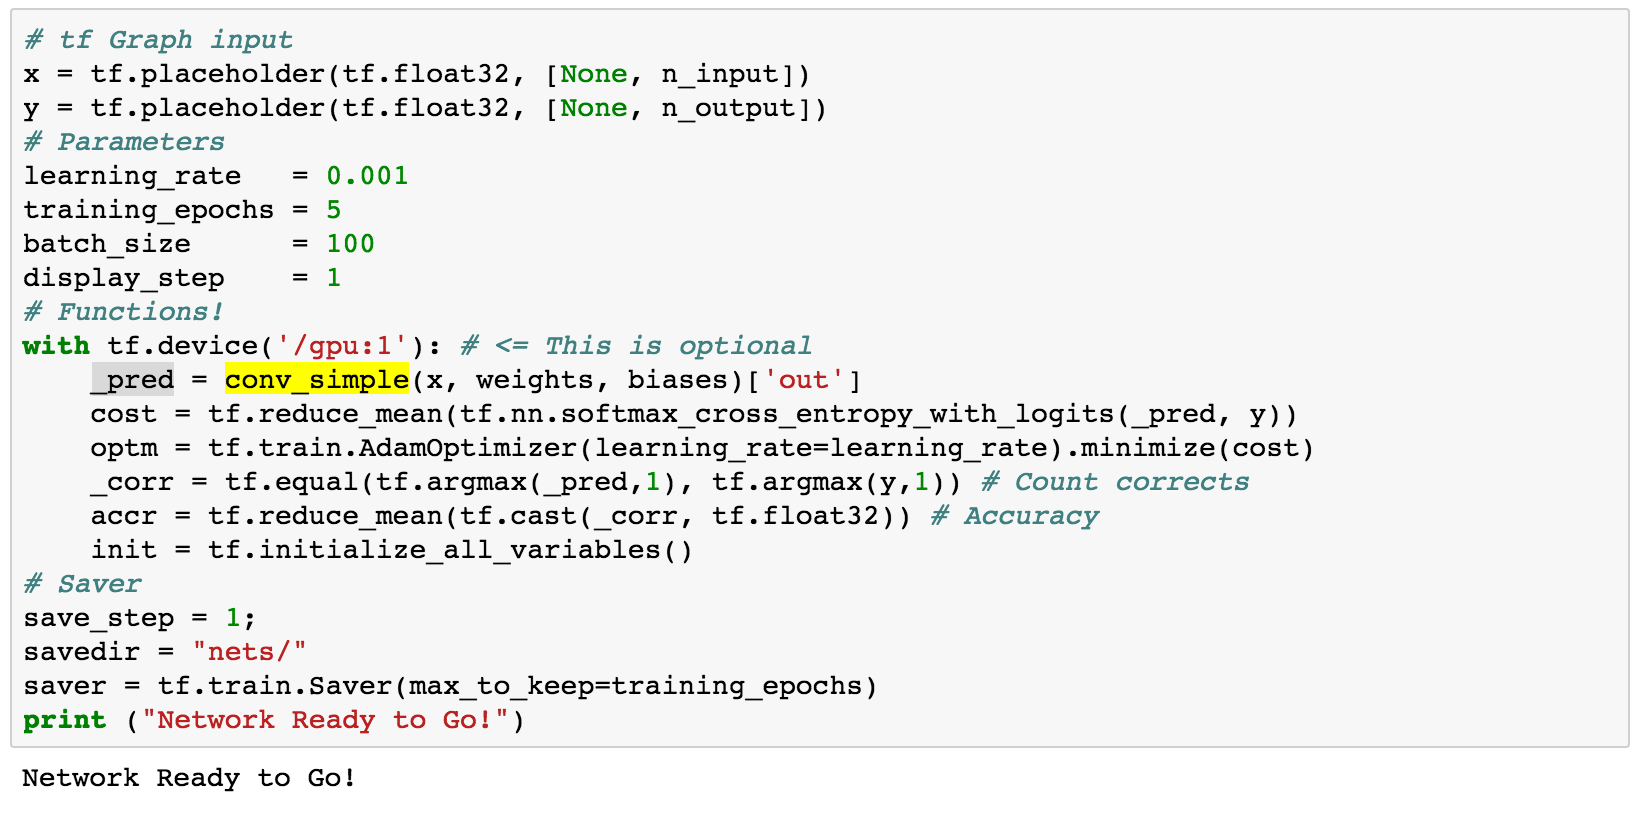 # tf Graph input
x = tf.placeholder(tf.float32, [None, n_input])
y = tf.placeholder(tf.float32, [None, n_output])
# Parameters
learning_rate   = 0.001
training_epochs = 5
batch_size      = 100
display_step    = 1
# Functions!
with tf.device('/gpu:1'): # <= This is optional
    _pred = conv_simple(x, weights, biases)['out']
    cost = tf.reduce_mean(tf.nn.softmax_cross_entropy_with_logits(_pred, y))
    optm = tf.train.AdamOptimizer(learning_rate=learning_rate).minimize(cost)
    _corr = tf.equal(tf.argmax(_pred,1), tf.argmax(y,1)) # Count corrects
    accr = tf.reduce_mean(tf.cast(_corr, tf.float32)) # Accuracy
    init = tf.initialize_all_variables()
# Saver
save_step = 1;
savedir = "nets/"
saver = tf.train.Saver(max_to_keep=training_epochs)
print ("Network Ready to Go!")
Network Ready to Go!